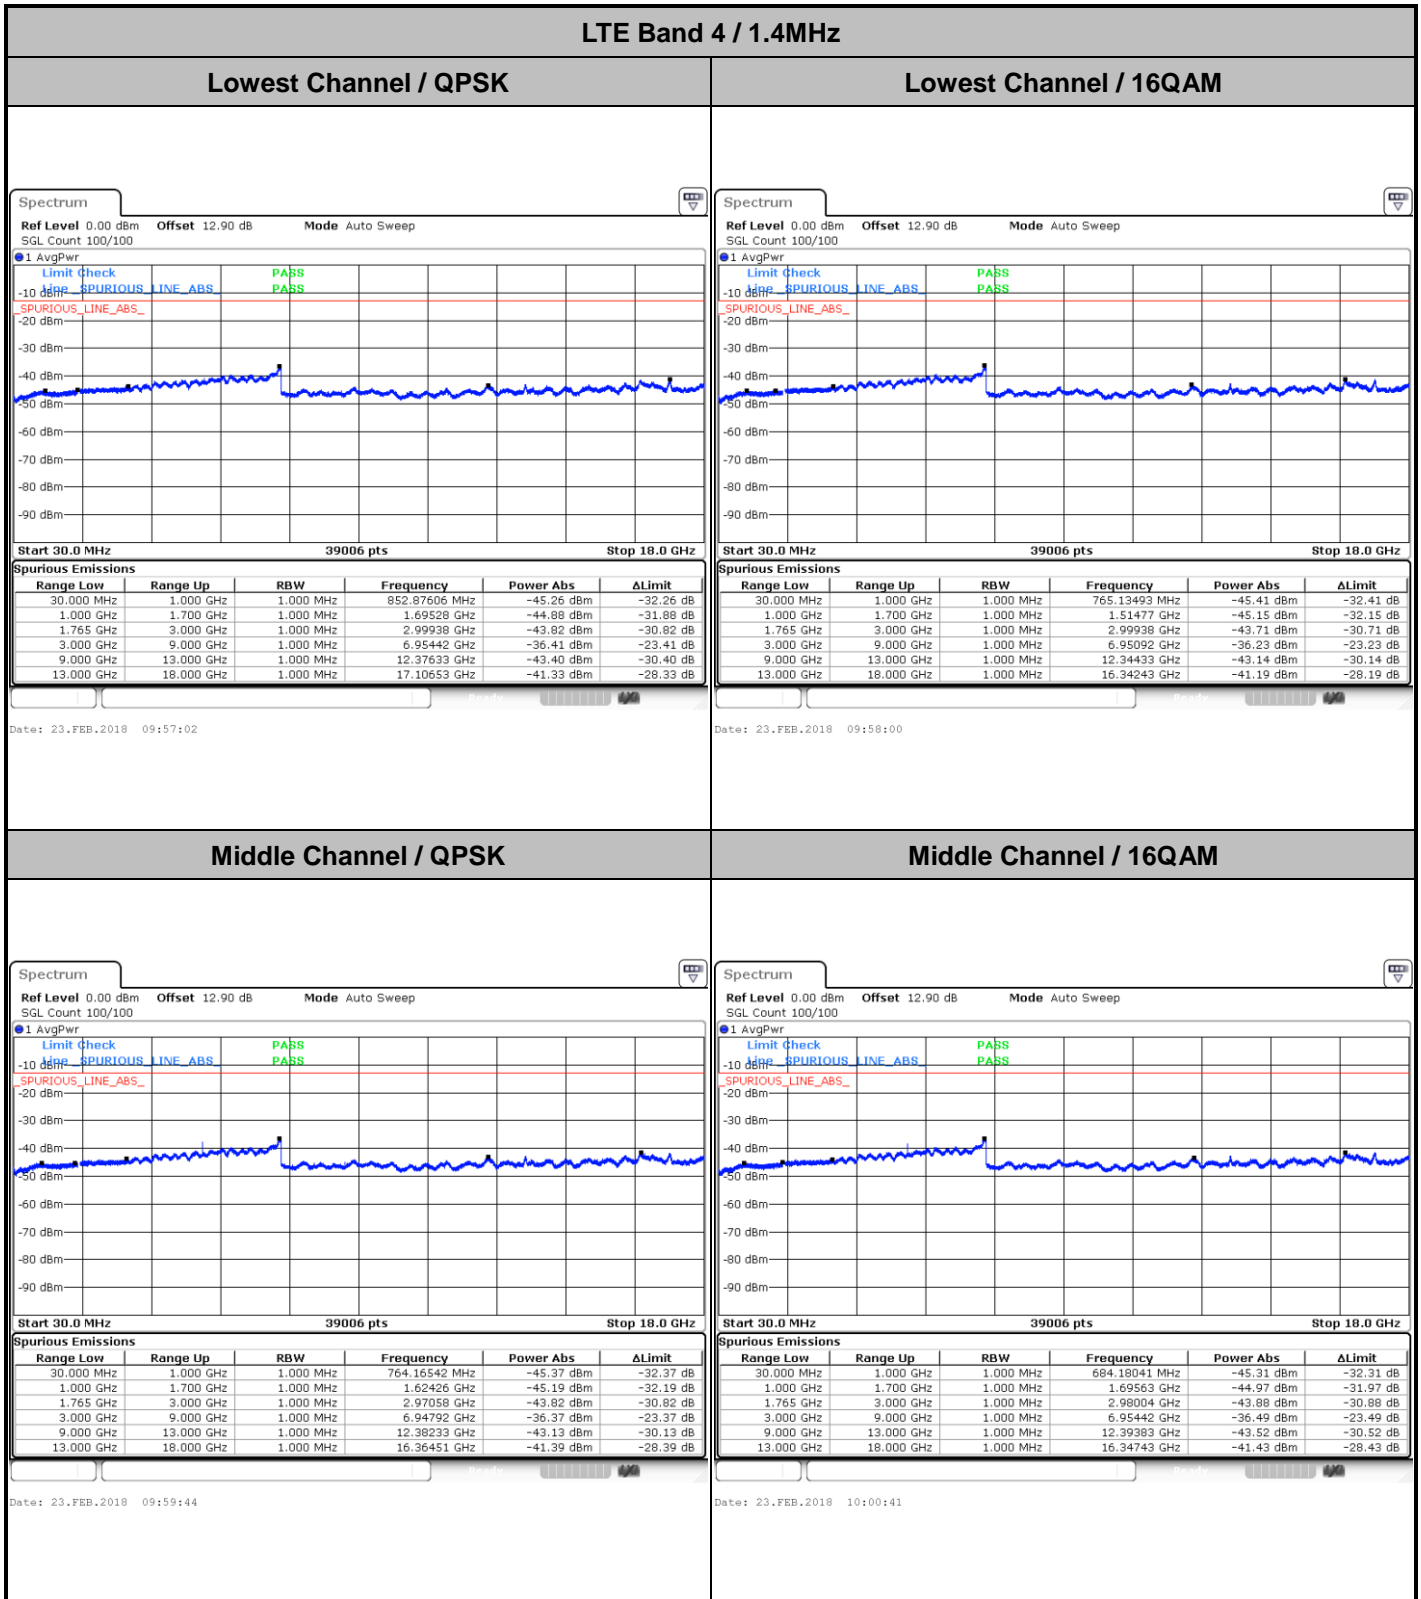 LTE Band 4 / 1.4MHz
Lowest Channel / QPSK
Lowest Channel / 16QAM
Spectrum
Ref Level 0.00 dBm Offset 12.90 dB Mode Auto Sweep
SGL Count 100/100
1 AvgPwr
Limit Check PASS
Line _SPURIOUS_LINE_ABS_ PASS
-10 dBm
_SPURIOUS_LINE_ABS_
-20 dBm
-30 dBm
-40 dBm
-50 dBm
-60 dBm
-70 dBm
-80 dBm
-90 dBm
Start 30.0 MHz 39006 pts Stop 18.0 GHz
Spurious Emissions
Range Low Range Up RBW Frequency Power Abs ΔLimit
30.000 MHz 1.000 GHz 1.000 MHz 852.87606 MHz -45.26 dBm -32.26 dB
1.000 GHz 1.700 GHz 1.000 MHz 1.69528 GHz -44.88 dBm -31.88 dB
1.765 GHz 3.000 GHz 1.000 MHz 2.99938 GHz -43.82 dBm -30.82 dB
3.000 GHz 9.000 GHz 1.000 MHz 6.95442 GHz -36.41 dBm -23.41 dB
9.000 GHz 13.000 GHz 1.000 MHz 12.37633 GHz -43.40 dBm -30.40 dB
13.000 GHz 18.000 GHz 1.000 MHz 17.10653 GHz -41.33 dBm -28.33 dB
Date: 23.FEB.2018 09:57:02
Spectrum
Ref Level 0.00 dBm Offset 12.90 dB Mode Auto Sweep
SGL Count 100/100
1 AvgPwr
Limit Check PASS
Line _SPURIOUS_LINE_ABS_ PASS
-10 dBm
_SPURIOUS_LINE_ABS_
-20 dBm
-30 dBm
-40 dBm
-50 dBm
-60 dBm
-70 dBm
-80 dBm
-90 dBm
Start 30.0 MHz 39006 pts Stop 18.0 GHz
Spurious Emissions
Range Low Range Up RBW Frequency Power Abs ΔLimit
30.000 MHz 1.000 GHz 1.000 MHz 765.13493 MHz -45.41 dBm -32.41 dB
1.000 GHz 1.700 GHz 1.000 MHz 1.51477 GHz -45.15 dBm -32.15 dB
1.765 GHz 3.000 GHz 1.000 MHz 2.99938 GHz -43.71 dBm -30.71 dB
3.000 GHz 9.000 GHz 1.000 MHz 6.95092 GHz -36.23 dBm -23.23 dB
9.000 GHz 13.000 GHz 1.000 MHz 12.34433 GHz -43.14 dBm -30.14 dB
13.000 GHz 18.000 GHz 1.000 MHz 16.34243 GHz -41.19 dBm -28.19 dB
Ready
Date: 23.FEB.2018 09:58:00
Middle Channel / QPSK
Middle Channel / 16QAM
Spectrum
Ref Level 0.00 dBm Offset 12.90 dB Mode Auto Sweep
SGL Count 100/100
1 AvgPwr
Limit Check PASS
Line _SPURIOUS_LINE_ABS_ PASS
-10 dBm
_SPURIOUS_LINE_ABS_
-20 dBm
-30 dBm
-40 dBm
-50 dBm
-60 dBm
-70 dBm
-80 dBm
-90 dBm
Start 30.0 MHz 39006 pts Stop 18.0 GHz
Spurious Emissions
Range Low Range Up RBW Frequency Power Abs ΔLimit
30.000 MHz 1.000 GHz 1.000 MHz 764.16542 MHz -45.37 dBm -32.37 dB
1.000 GHz 1.700 GHz 1.000 MHz 1.62426 GHz -45.19 dBm -32.19 dB
1.765 GHz 3.000 GHz 1.000 MHz 2.97058 GHz -43.82 dBm -30.82 dB
3.000 GHz 9.000 GHz 1.000 MHz 6.94792 GHz -36.37 dBm -23.37 dB
9.000 GHz 13.000 GHz 1.000 MHz 12.38233 GHz -43.13 dBm -30.13 dB
13.000 GHz 18.000 GHz 1.000 MHz 16.36451 GHz -41.39 dBm -28.39 dB
Ready
Date: 23.FEB.2018 09:59:44
Spectrum
Ref Level 0.00 dBm Offset 12.90 dB Mode Auto Sweep
SGL Count 100/100
1 AvgPwr
Limit Check PASS
Line _SPURIOUS_LINE_ABS_ PASS
-10 dBm
_SPURIOUS_LINE_ABS_
-20 dBm
-30 dBm
-40 dBm
-50 dBm
-60 dBm
-70 dBm
-80 dBm
-90 dBm
Start 30.0 MHz 39006 pts Stop 18.0 GHz
Spurious Emissions
Range Low Range Up RBW Frequency Power Abs ΔLimit
30.000 MHz 1.000 GHz 1.000 MHz 684.18041 MHz -45.31 dBm -32.31 dB
1.000 GHz 1.700 GHz 1.000 MHz 1.69563 GHz -44.97 dBm -31.97 dB
1.765 GHz 3.000 GHz 1.000 MHz 2.98004 GHz -43.88 dBm -30.88 dB
3.000 GHz 9.000 GHz 1.000 MHz 6.95442 GHz -36.49 dBm -23.49 dB
9.000 GHz 13.000 GHz 1.000 MHz 12.39383 GHz -43.52 dBm -30.52 dB
13.000 GHz 18.000 GHz 1.000 MHz 16.34743 GHz -41.43 dBm -28.43 dB
Date: 23.FEB.2018 10:00:41